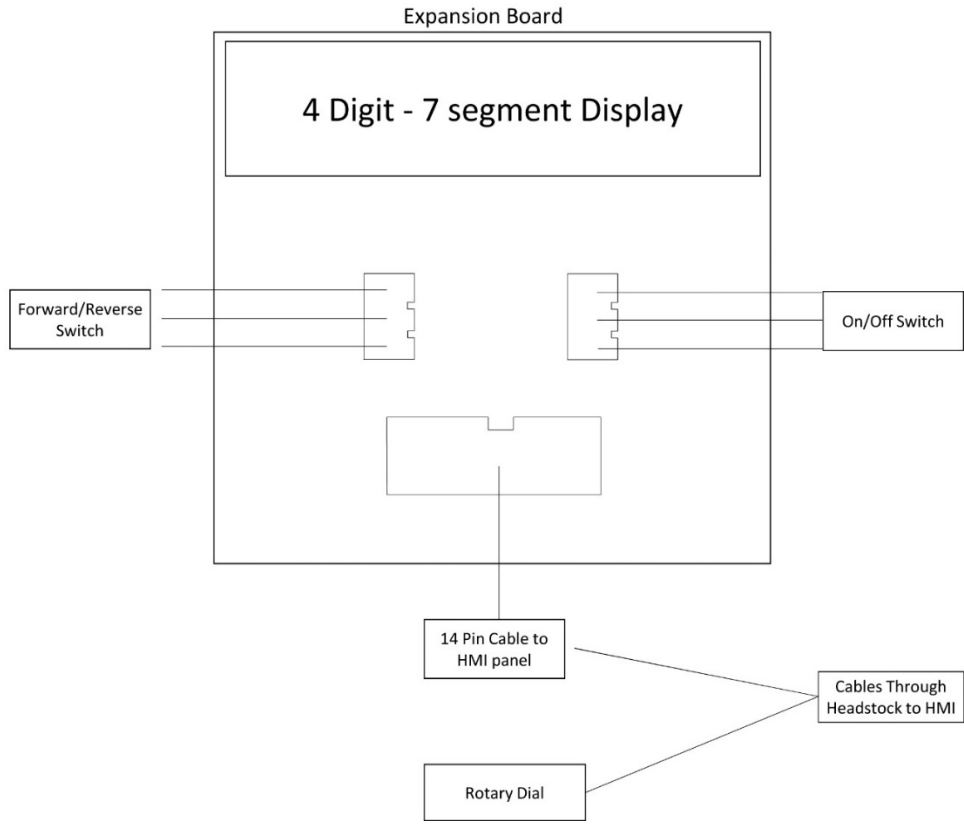 Expansion Board
4 Digit - 7 segment Display
Forward/Reverse
Switch
On/Off Switch
14 Pin Cable to
HMI panel
Cables Through
Headstock to HMI
Rotary Dial